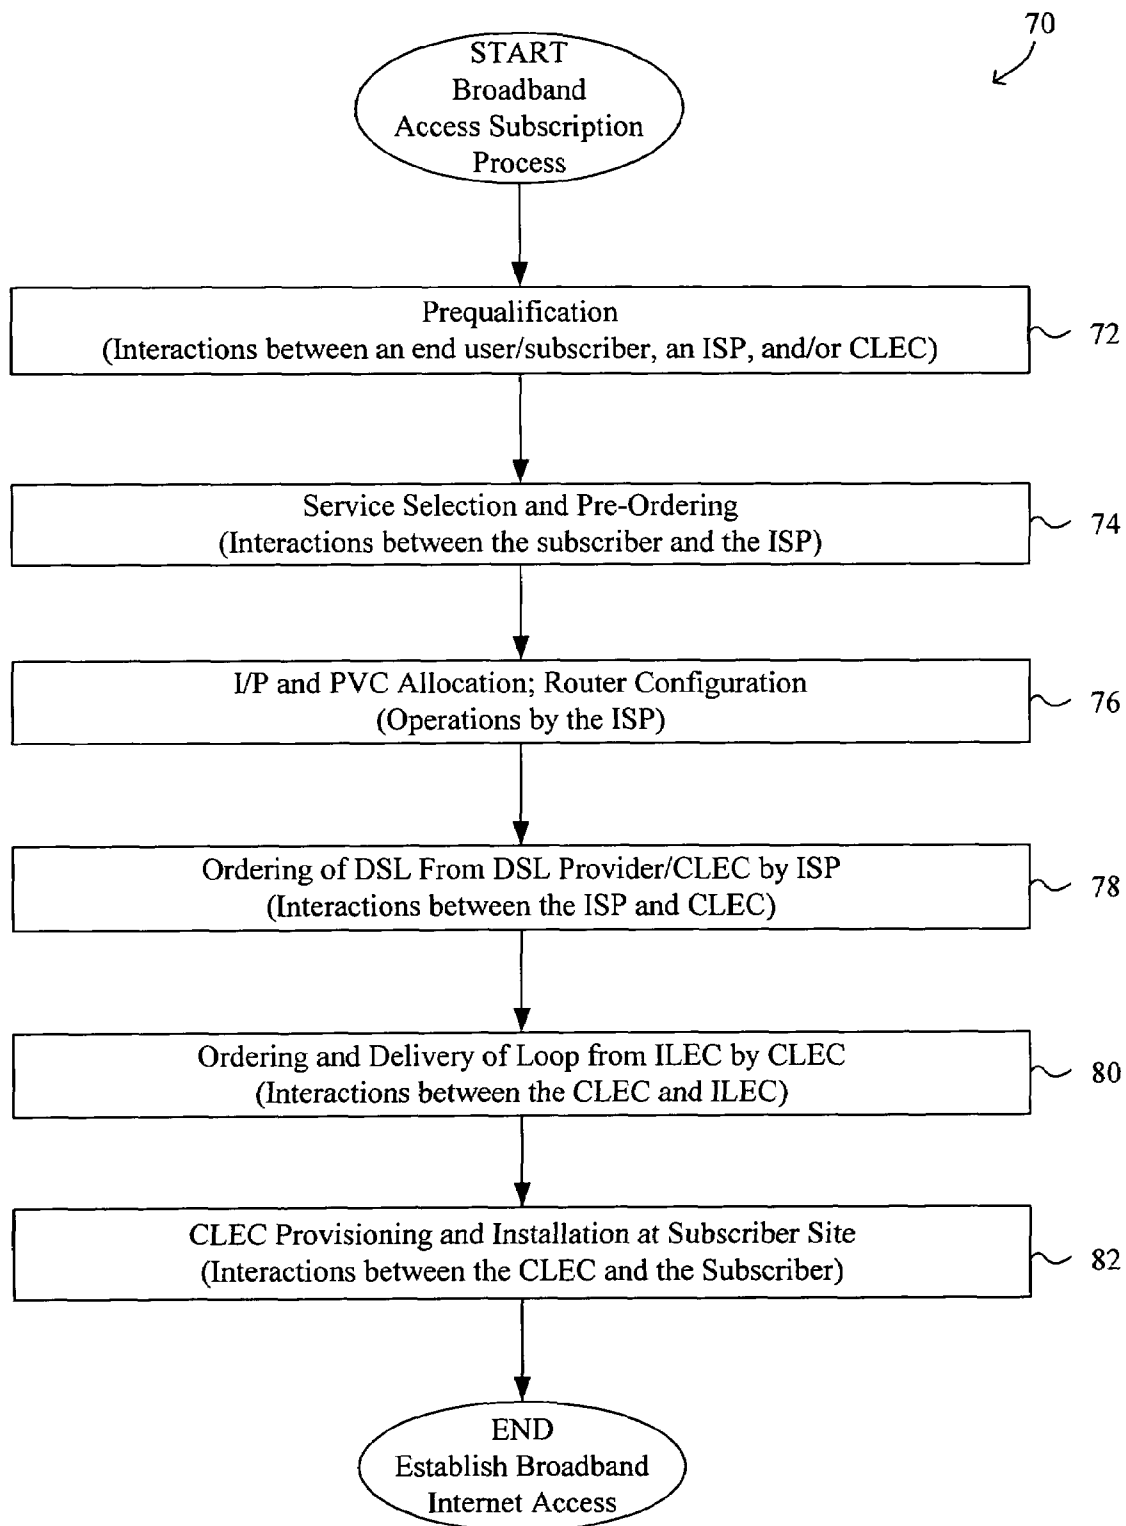 70
START
Broadband
Access Subscription
Process
Prequalification
(Interactions between an end user/subscriber, an ISP, and/or CLEC)
72
Service Selection and Pre-Ordering
(Interactions between the subscriber and the ISP)
74
I/P and PVC Allocation; Router Configuration
(Operations by the ISP)
76
Ordering of DSL From DSL Provider/CLEC by ISP
(Interactions between the ISP and CLEC)
78
Ordering and Delivery of Loop from ILEC by CLEC
(Interactions between the CLEC and ILEC)
80
CLEC Provisioning and Installation at Subscriber Site
(Interactions between the CLEC and the Subscriber)
82
END
Establish Broadband
Internet Access